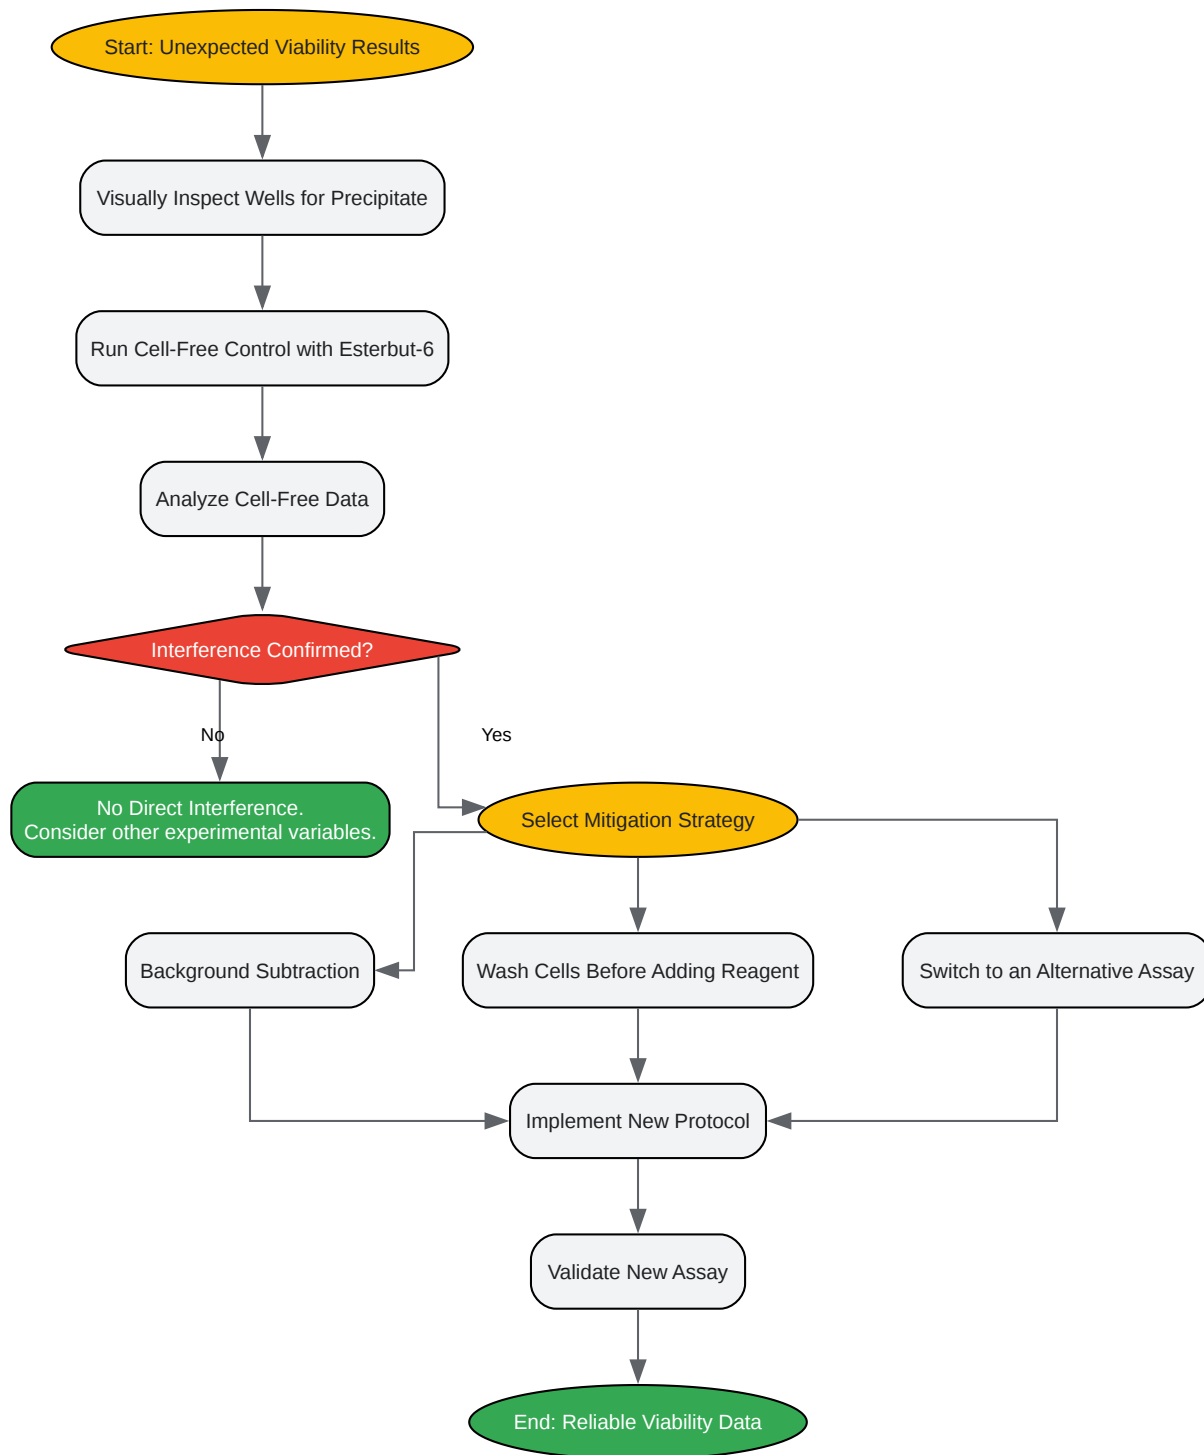 Start: Unexpected Viability Results
Visually Inspect Wells for Precipitate
Run Cell-Free Control with Esterbut-6
Analyze Cell-Free Data
Interference Confirmed?
No
Yes
No Direct Interference.
Consider other experimental variables.
Select Mitigation Strategy
Background Subtraction
Wash Cells Before Adding Reagent
Switch to an Alternative Assay
Implement New Protocol
Validate New Assay
End: Reliable Viability Data